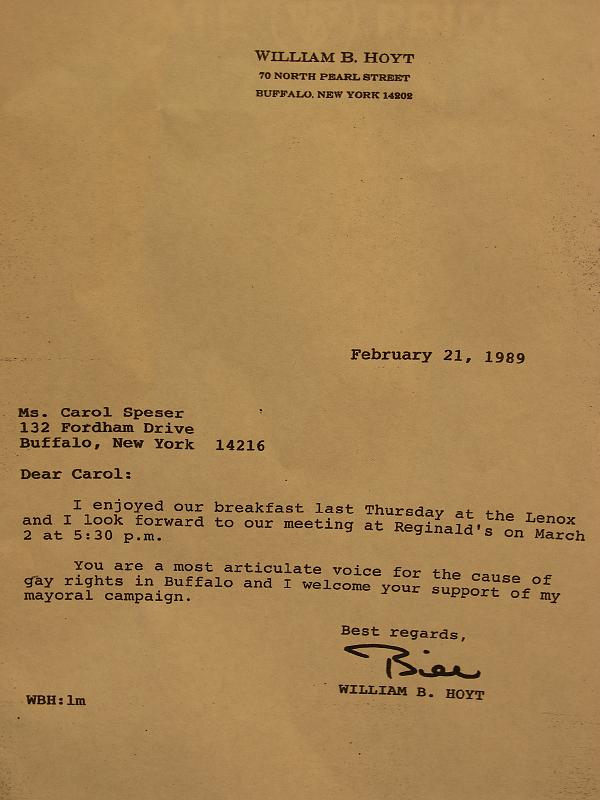 WILLIAM B. HOYT
70 NORTH PEARL STREET
BUFFALO, NEW YORK 14202
February 21, 1989
Ms. Carol Speser
132 Fordham Drive
Buffalo, New York 14216
Dear Carol:
I enjoyed our breakfast last Thursday at the Lenox
and I look forward to our meeting at Reginald's on March
2 at 5:30 p.m.
You are a most articulate voice for the cause of
gay rights in Buffalo and I welcome your support of my
mayoral campaign.
Best regards,
Bill
WILLIAM B. HOYT
WBH:lm